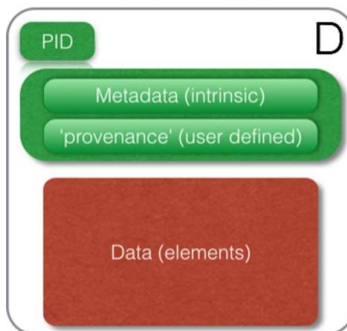 PID
D
Metadata (intrinsic)
'provenance' (user defined)
Data (elements)